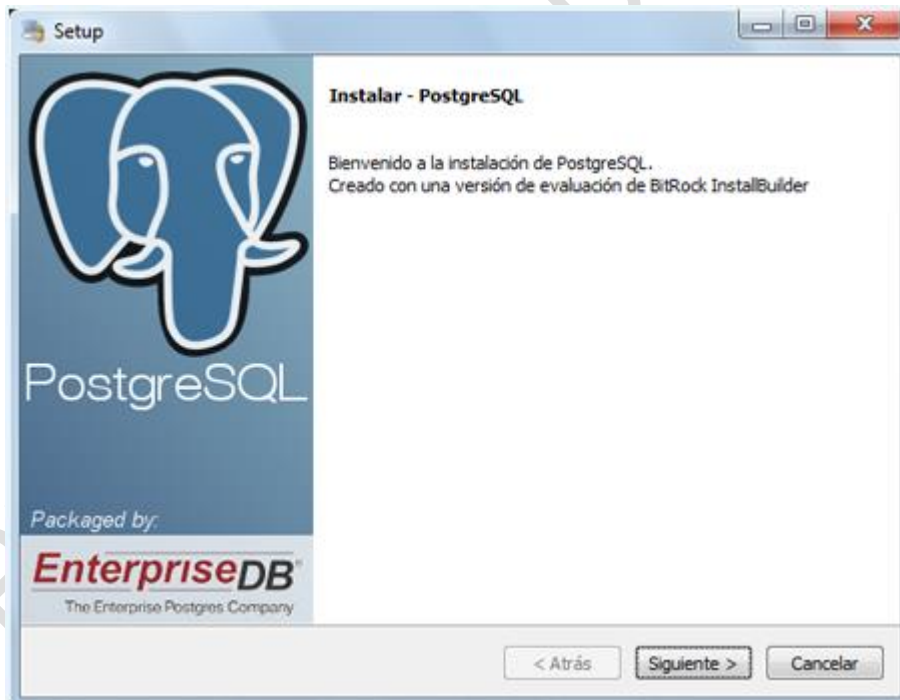 Setup
Instalar - PostgreSQL
Bienvenido a la instalación de PostgreSQL.
Creado con una versión de evaluación de BitRock InstallBuilder
PostgreSQL
Packaged by:
EnterpriseDB®
The Enterprise Postgres Company
< Atrás
Siguiente >
Cancelar